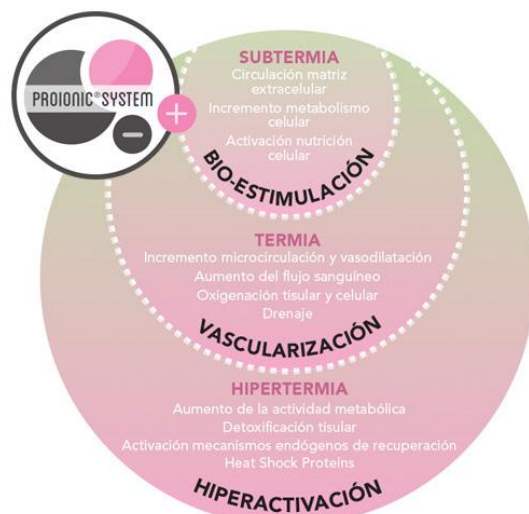 PROIONIC® SYSTEM
+
−
SUBTERMIA
Circulación matriz
extracelular
Incremento metabolismo
celular
Activación nutrición
celular
BIO-ESTIMULACIÓN
TERMIA
Incremento microcirculación y vasodilatación
Aumento del flujo sanguíneo
Oxigenación tisular y celular
Drenaje
VASCULARIZACIÓN
HIPERTERMIA
Aumento de la actividad metabólica
Detoxificación tisular
Activación mecanismos endógenos de recuperación
Heat Shock Proteins
HIPERACTIVACIÓN